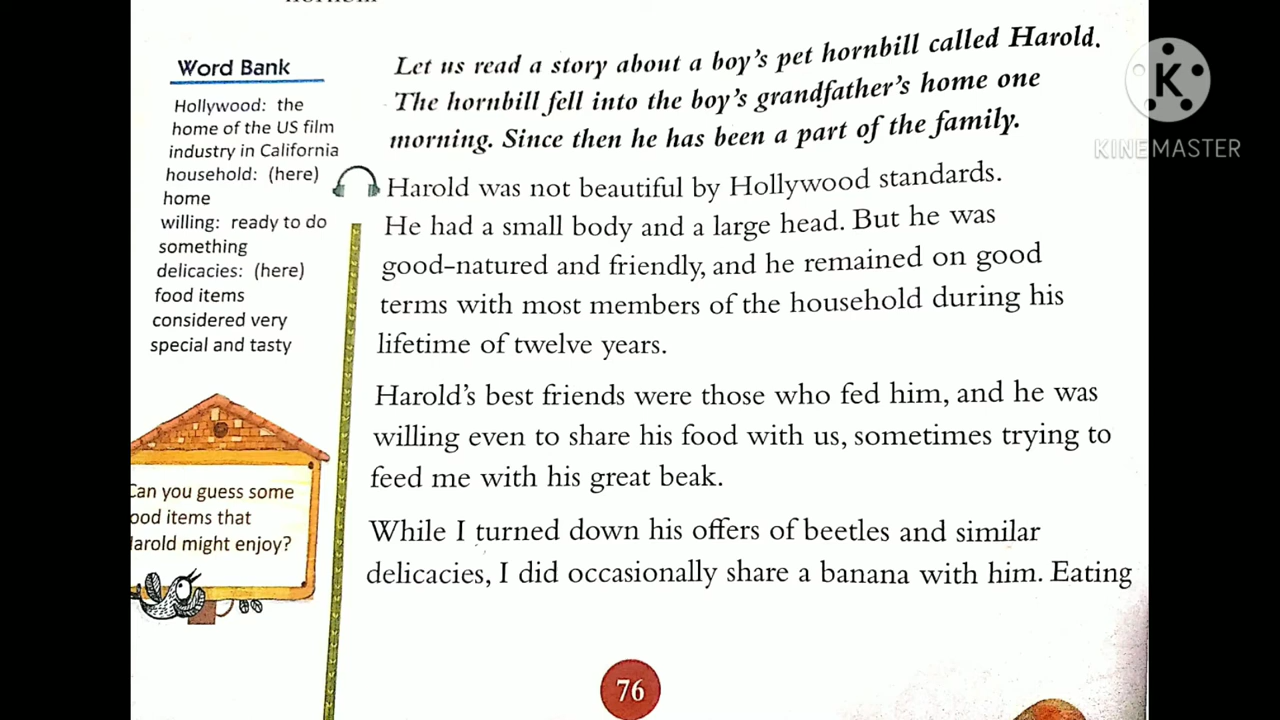 Word Bank
Hollywood: the
home of the US film
industry in California
household: (here)
home
willing: ready to do
something
delicacies: (here)
food items
considered very
special and tasty
Can you guess some
ood items that
arold might enjoy?
Let us read a story about a boy's pet hornbill called Harold.
The hornbill fell into the boy's grandfather's home one
morning. Since then he has been a part of the family.
Harold was not beautiful by Hollywood standards.
He had a small body and a large head. But he was
good-natured and friendly, and he remained on good
terms with most members of the household during his
lifetime of twelve years.
Harold's best friends were those who fed him, and he was
willing even to share his food with us, sometimes trying to
feed me with his great beak.
While I turned down his offers of beetles and similar
delicacies, I did occasionally share a banana with him. Eating
76
K
KINEMASTER